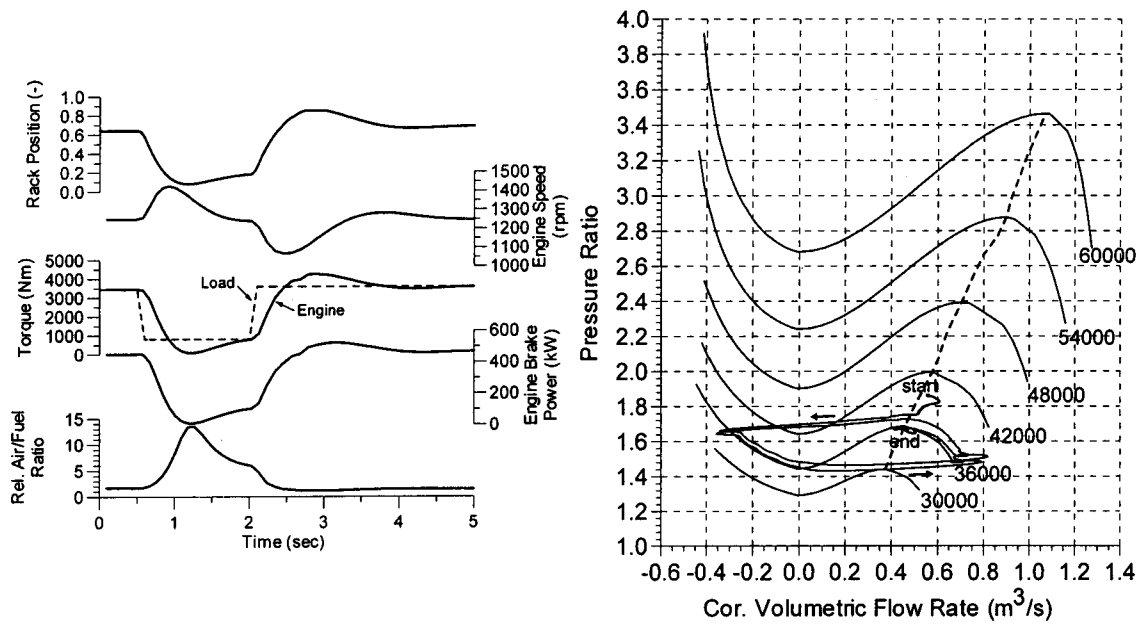 Rack Position (-)
1.0
0.8
0.6
0.4
0.2
0.0
1500
1400
1300
1200
1100
1000
Engine Speed
(rpm)
Torque (Nm)
5000
4000
3000
2000
1000
0
Load
Engine
600
400
200
0
Engine Brake
Power (kW)
Rel. Air/Fuel
Ratio
15
10
5
0
0 1 2 3 4 5
Time (sec)
Pressure Ratio
4.0
3.8
3.6
3.4
3.2
3.0
2.8
2.6
2.4
2.2
2.0
1.8
1.6
1.4
1.2
1.0
60000
54000
48000
42000
36000
30000
start
end
-0.6 -0.4 -0.2 0.0 0.2 0.4 0.6 0.8 1.0 1.2 1.4
Cor. Volumetric Flow Rate (m³/s)